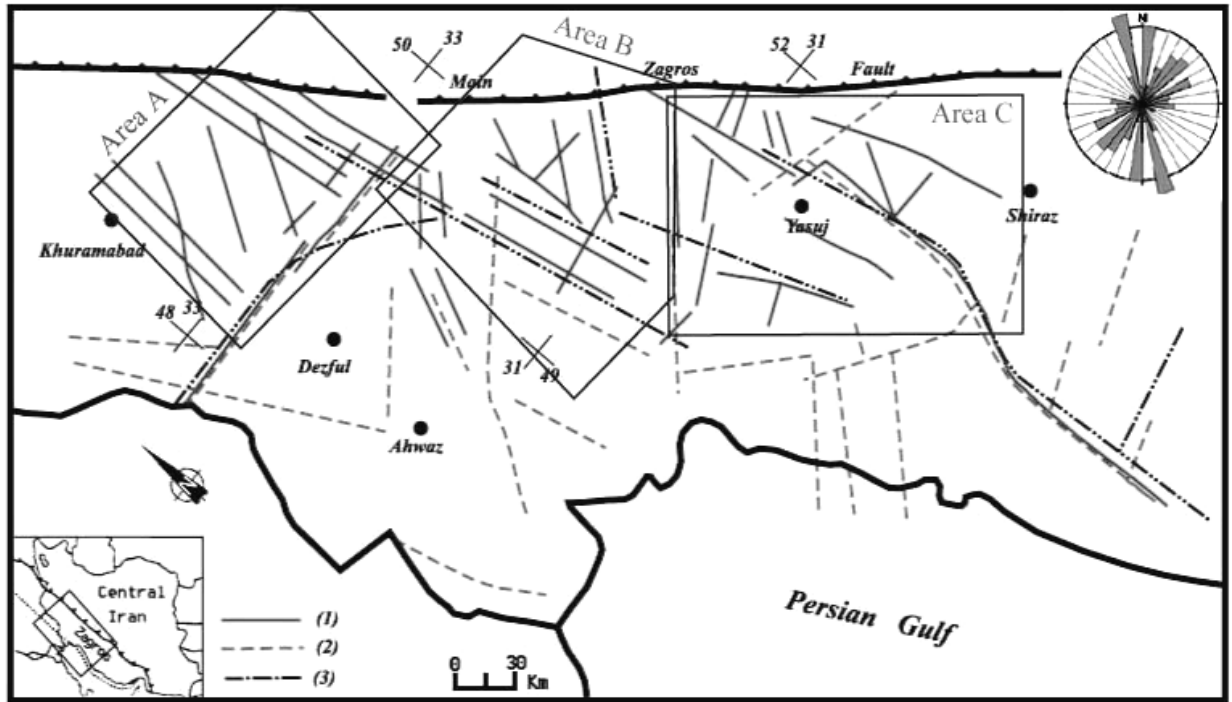 Area A
50 33
Main
Area B
Zagros
52 31
Fault
N
Area C
Khuramabad
Yasuj
Shiraz
48 33
Dezful
31 49
Ahwaz
N
Central
Iran
Zagros
(1)
(2)
(3)
0 30
Km
Persian Gulf